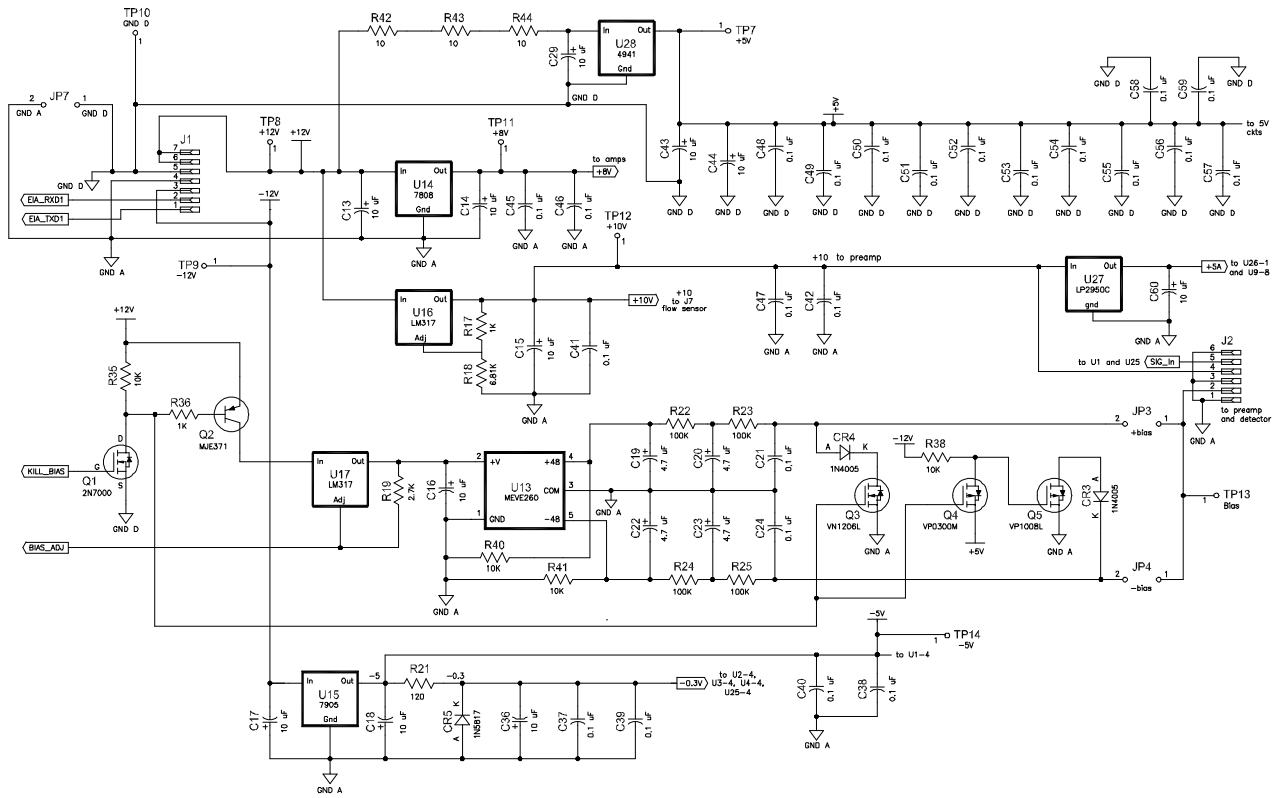 TP10
GND D
1
R42
10
R43
10
R44
10
C29
+
10 uF
In
Out
U28
4941
Gnd
GND D
1
TP7
+5V
GND D
C58
0.1 uF
C59
0.1 uF
GND D
2
JP7
1
GND A
GND D
J1
7
6
5
4
3
2
1
GND D
EIA_RXD1
EIA_TXD1
GND A
TP8
+12V
1
+12V
-12V
TP9
-12V
1
In
Out
U14
7808
Gnd
C13
+
10 uF
C14
+
10 uF
GND A
TP11
+8V
1
C45
0.1 uF
GND A
C46
0.1 uF
GND A
to amps
+8V
+5V
to 5V
ckts
C43
+
10 uF
GND D
C44
+
10 uF
GND D
C48
0.1 uF
GND D
C49
0.1 uF
GND D
C50
0.1 uF
GND D
C51
0.1 uF
GND D
C52
0.1 uF
GND D
C53
0.1 uF
GND D
C54
0.1 uF
GND D
C55
0.1 uF
GND D
C56
0.1 uF
GND D
C57
0.1 uF
GND D
TP12
+10V
1
+10 to preamp
In
Out
U16
LM317
Adj
R17
1K
R18
6.81K
C15
+
10 uF
GND A
C41
0.1 uF
+10V
+10
to J7
flow sensor
C47
0.1 uF
GND A
C42
0.1 uF
GND A
In
Out
U27
LP2950C
gnd
C60
+
10 uF
GND A
+5A
to U26-1
and U9-8
J2
6
5
4
3
2
1
to U1 and U25
SIG_In
to preamp
and detector
GND A
+12V
R35
10K
R36
1K
Q2
MJE371
KILL_BIAS
D
G
S
Q1
2N7000
GND D
BIAS_ADJ
In
Out
U17
LM317
Adj
R19
2.7K
C16
+
10 uF
2
+V
+48
4
U13
MEVE260
COM
3
1
GND
-48
5
GND A
R40
10K
R41
10K
GND A
R22
100K
R23
100K
C19
+
4.7 uF
C20
+
4.7 uF
C21
0.1 uF
C22
+
4.7 uF
C23
+
4.7 uF
C24
0.1 uF
R24
100K
R25
100K
CR4
A
K
1N4005
Q3
VN1206L
GND A
-12V
R38
10K
Q4
VP0300M
+5V
Q5
VP1008L
GND A
CR3
A
K
1N4005
JP3
2
1
+bias
JP4
2
1
-bias
1
TP13
Bias
-5V
1
TP14
-5V
to U1-4
C40
0.1 uF
C38
0.1 uF
GND A
C17
+
10 uF
In
Out
U15
7905
Gnd
GND A
-5
C18
+
10 uF
R21
120
-0.3
CR5
K
A
1N5817
C36
+
10 uF
C37
0.1 uF
C39
0.1 uF
-0.3V
to U2-4,
U3-4, U4-4,
U25-4